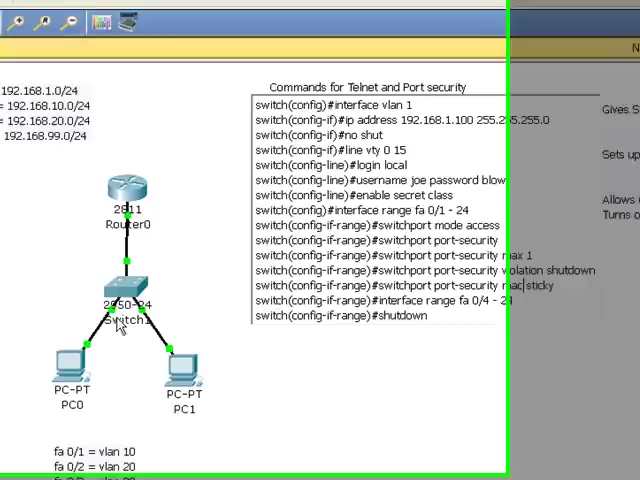 192.168.1.0/24
= 192.168.10.0/24
= 192.168.20.0/24
192.168.99.0/24
N
Commands for Telnet and Port security
switch(config)#interface vlan 1
switch(config-if)#ip address 192.168.1.100 255.255.255.0
switch(config-if)#no shut
switch(config-if)#line vty 0 15
switch(config-line)#login local
switch(config-line)#username joe password blow
switch(config-line)#enable secret class
switch(config-if)#interface range fa 0/1 - 24
switch(config-if-range)#switchport mode access
switch(config-if-range)#switchport port-security
switch(config-if-range)#switchport port-security max 1
switch(config-if-range)#switchport port-security violation shutdown
switch(config-if-range)#switchport port-security mac sticky
switch(config-if-range)#interface range fa 0/4 - 24
switch(config-if-range)#shutdown
Gives S
Sets up
Allows
Turns o
2811
Router0
2950-24
Switch1
PC-PT
PC0
PC-PT
PC1
fa 0/1 = vlan 10
fa 0/2 = vlan 20